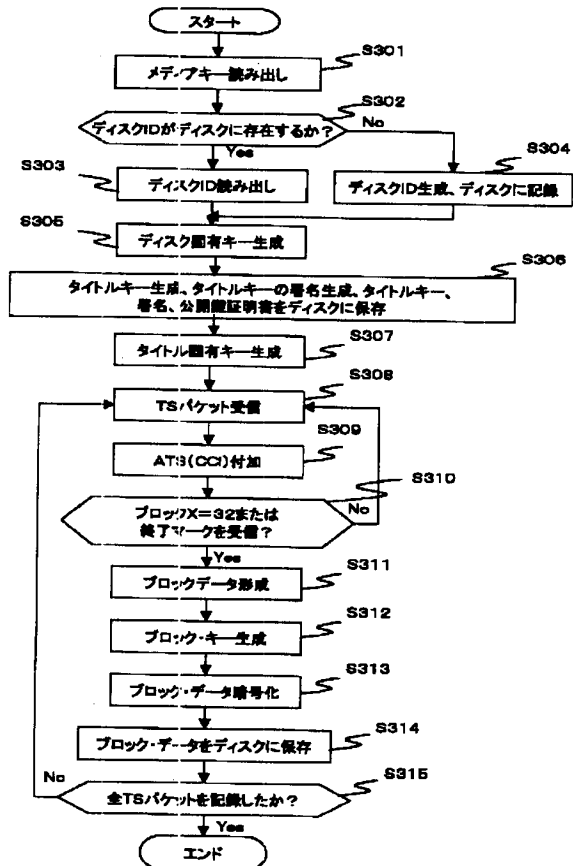 スタート
S301
メディアキー読み出し
S302
ディスクIDがディスクに存在するか?
No
Yes
S303
ディスクID読み出し
S304
ディスクID生成、ディスクに記録
S305
ディスク固有キー生成
S306
タイトルキー生成、タイトルキーの署名生成、タイトルキー、
署名、公開鍵証明書をディスクに保存
S307
タイトル固有キー生成
S308
TSパケット受信
S309
ATS(CCI)付加
S310
ブロックX=32または
終了マークを受信?
No
Yes
S311
ブロックデータ形成
S312
ブロック・キー生成
S313
ブロック・データ暗号化
S314
ブロック・データをディスクに保存
S315
No
全TSパケットを記録したか?
Yes
エンド